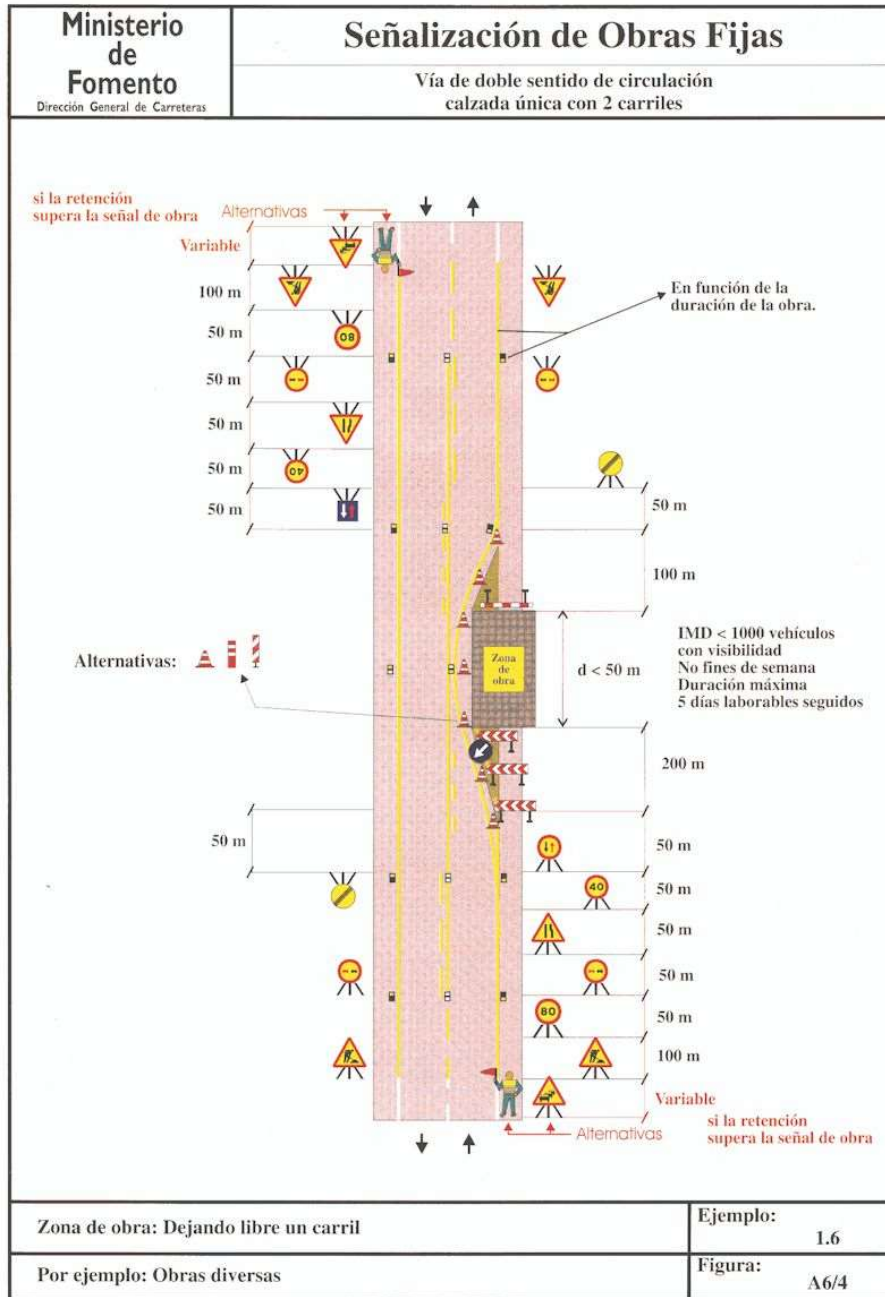 Ministerio
de
Fomento
Dirección General de Carreteras
Señalización de Obras Fijas
Vía de doble sentido de circulación
calzada única con 2 carriles
si la retención
supera la señal de obra
Alternativas
Variable
100 m
50 m
50 m
50 m
50 m
50 m
80
40
En función de la
duración de la obra.
50 m
100 m
Alternativas:
Zona
de
obra
d < 50 m
IMD < 1000 vehículos
con visibilidad
No fines de semana
Duración máxima
5 días laborables seguidos
200 m
50 m
50 m
50 m
50 m
50 m
50 m
100 m
40
80
Variable
Alternativas
si la retención
supera la señal de obra
Zona de obra: Dejando libre un carril
Ejemplo:
1.6
Por ejemplo: Obras diversas
Figura:
A6/4